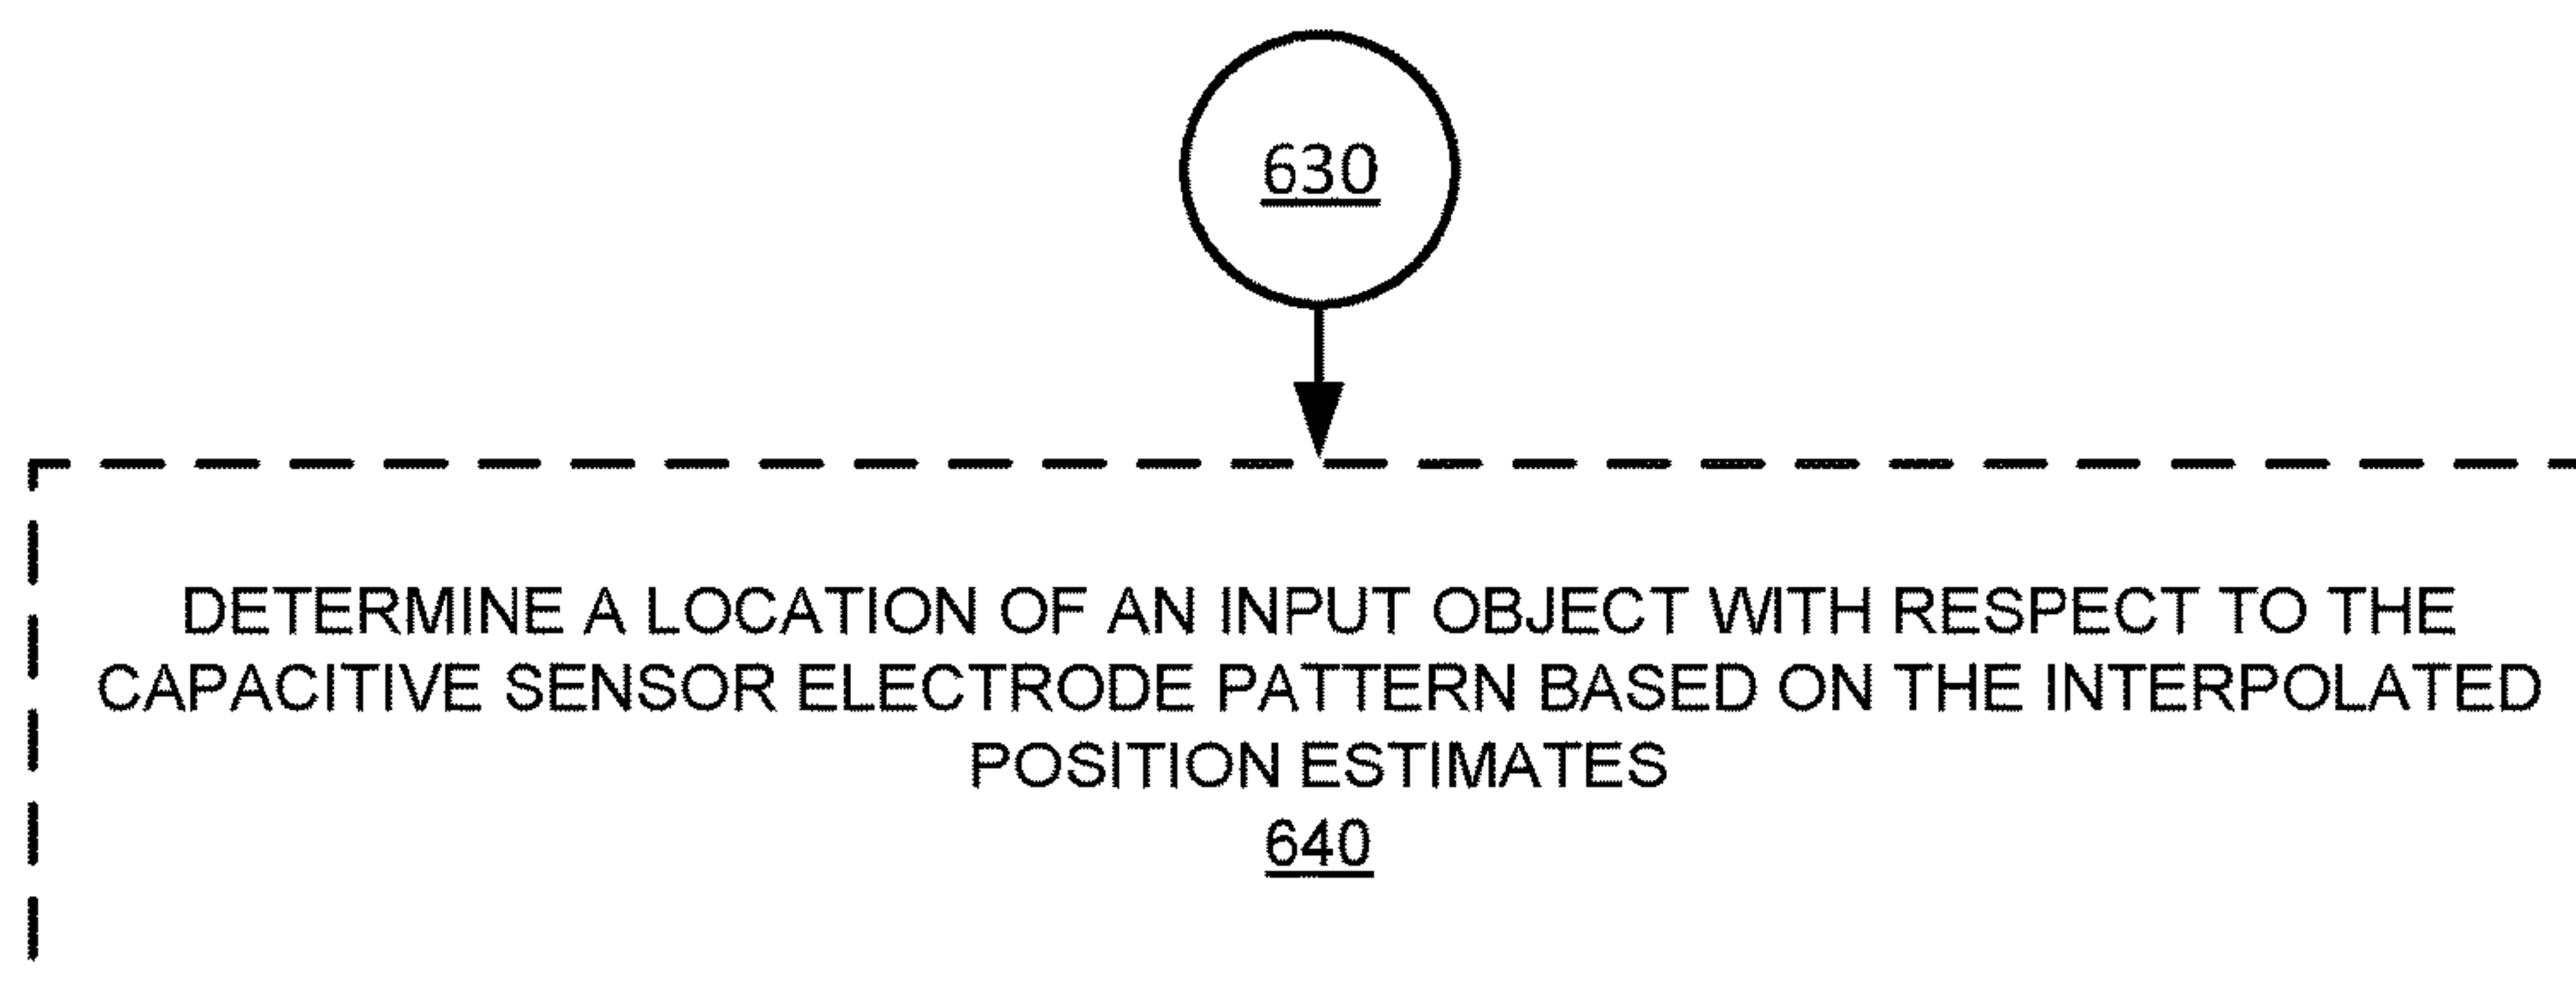 630
DETERMINE A LOCATION OF AN INPUT OBJECT WITH RESPECT TO THE
CAPACITIVE SENSOR ELECTRODE PATTERN BASED ON THE INTERPOLATED
POSITION ESTIMATES
640